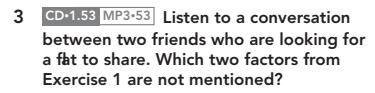 3 CD•1.53 MP3•53 Listen to a conversation
between two friends who are looking for
a flat to share. Which two factors from
Exercise 1 are not mentioned?